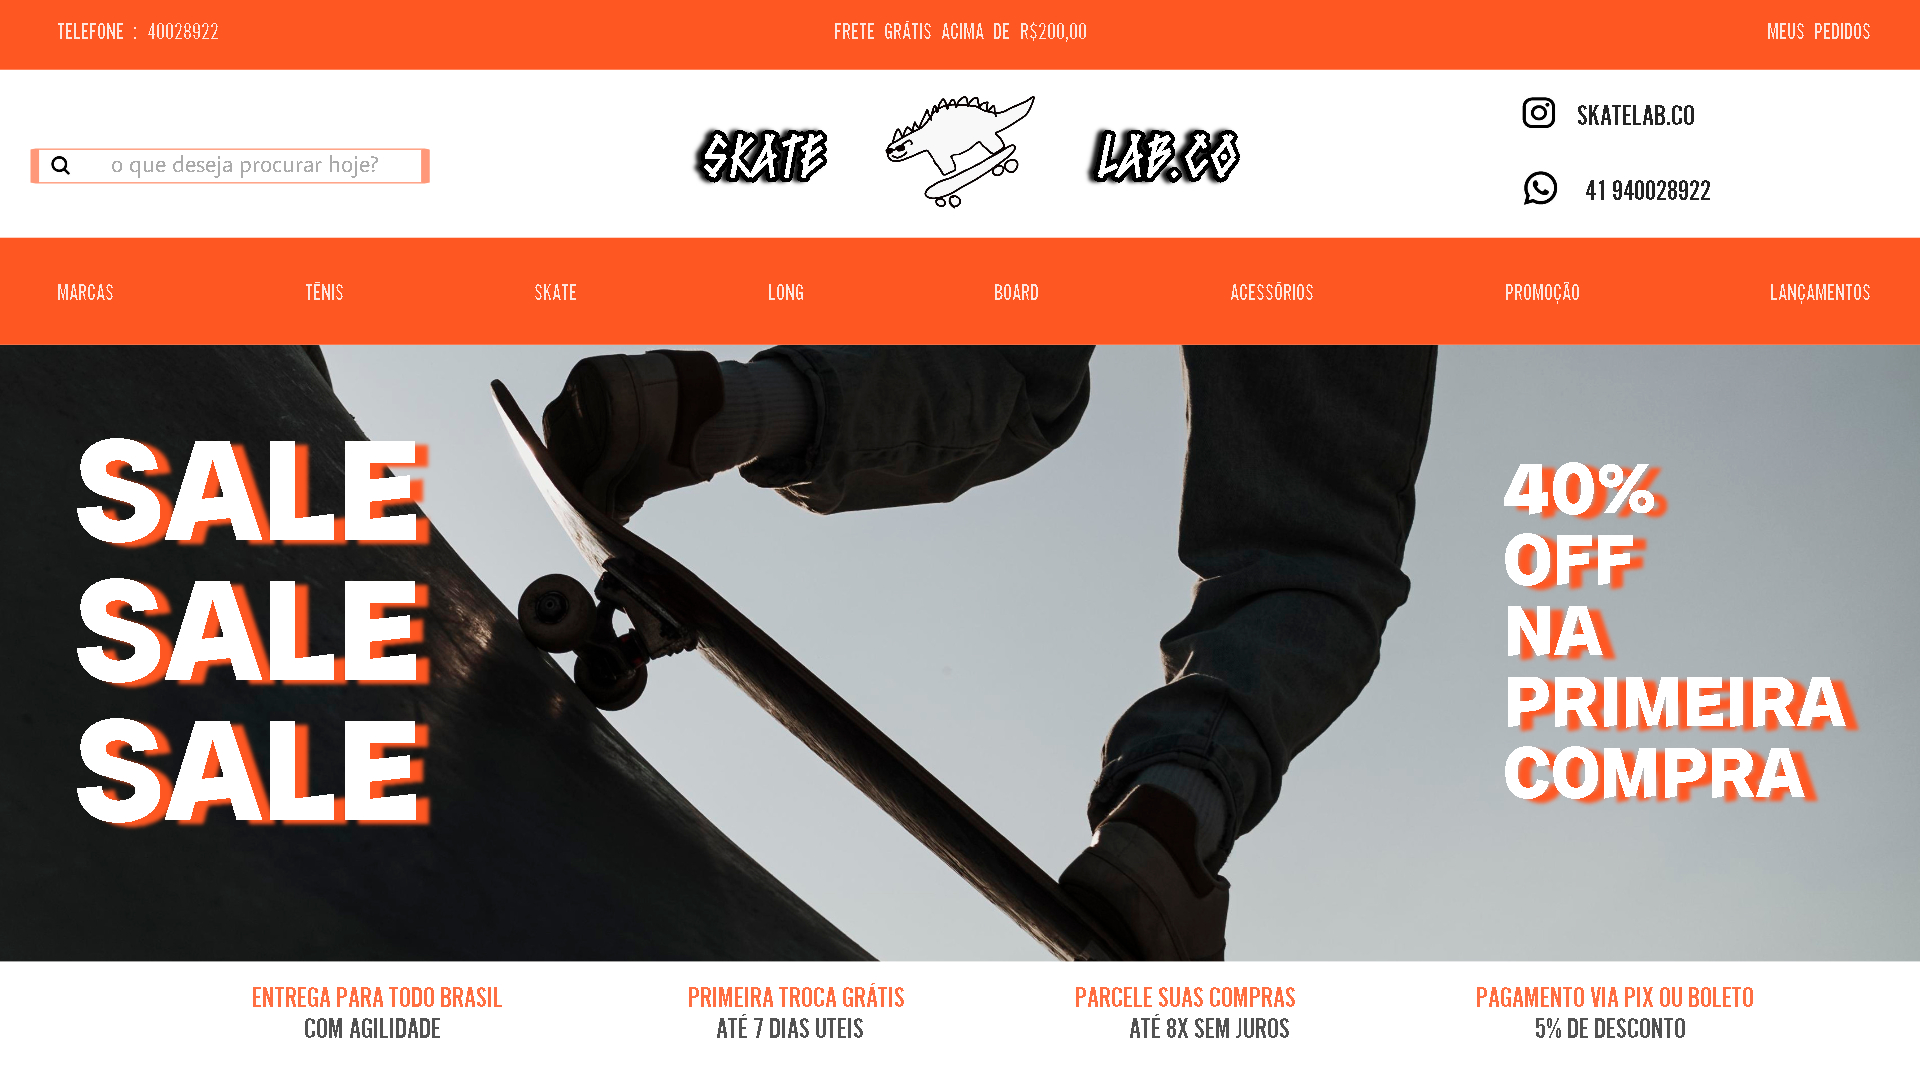 TELEFONE : 40028922
FRETE GRÁTIS ACIMA DE R$200,00
MEUS PEDIDOS
o que deseja procurar hoje?
SKATE
LAB.CO
SKATELAB.CO
41 940028922
MARCAS
TÊNIS
SKATE
LONG
BOARD
ACESSÓRIOS
PROMOÇÃO
LANÇAMENTOS
SALE
SALE
SALE
40%
OFF
NA
PRIMEIRA
COMPRA
ENTREGA PARA TODO BRASIL
COM AGILIDADE
PRIMEIRA TROCA GRÁTIS
ATÉ 7 DIAS UTEIS
PARCELE SUAS COMPRAS
ATÉ 8X SEM JUROS
PAGAMENTO VIA PIX OU BOLETO
5% DE DESCONTO